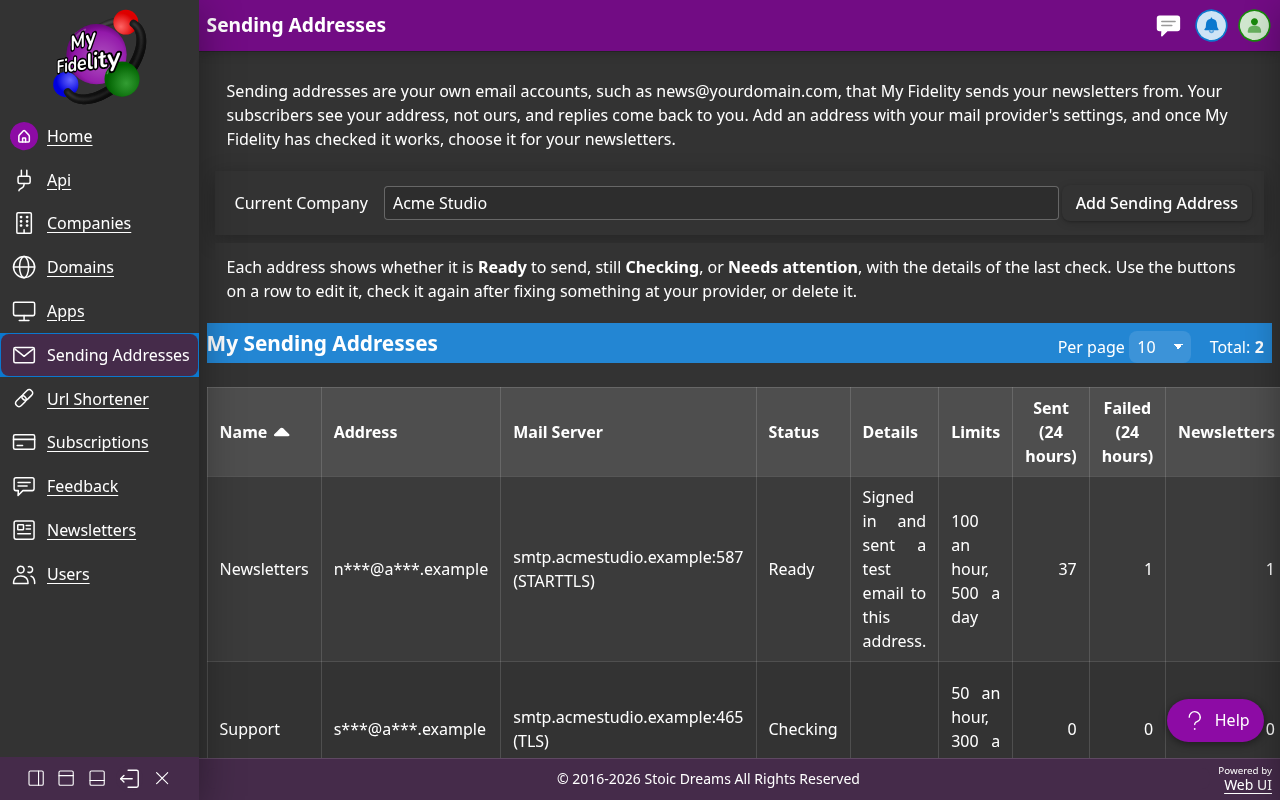 My
Fidelity
Home
Api
Companies
Domains
Apps
Sending Addresses
Url Shortener
Subscriptions
Feedback
Newsletters
Users
Sending Addresses
Sending addresses are your own email accounts, such as news@yourdomain.com, that My Fidelity sends your newsletters from. Your
subscribers see your address, not ours, and replies come back to you. Add an address with your mail provider's settings, and once My
Fidelity has checked it works, choose it for your newsletters.
Current Company Acme Studio Add Sending Address
Each address shows whether it is Ready to send, still Checking, or Needs attention, with the details of the last check. Use the buttons
on a row to edit it, check it again after fixing something at your provider, or delete it.
My Sending Addresses Per page 10 Total: 2
Name Address Mail Server Status Details Limits Sent (24 hours) Failed (24 hours) Newsletters
Newsletters n***@a***.example smtp.acmestudio.example:587 (STARTTLS) Ready Signed in and sent a test email to this address. 100 an hour, 500 a day 37 1 1
Support s***@a***.example smtp.acmestudio.example:465 (TLS) Checking 50 an hour, 300 a 0 0 0
Help
© 2016-2026 Stoic Dreams All Rights Reserved
Powered by
Web UI